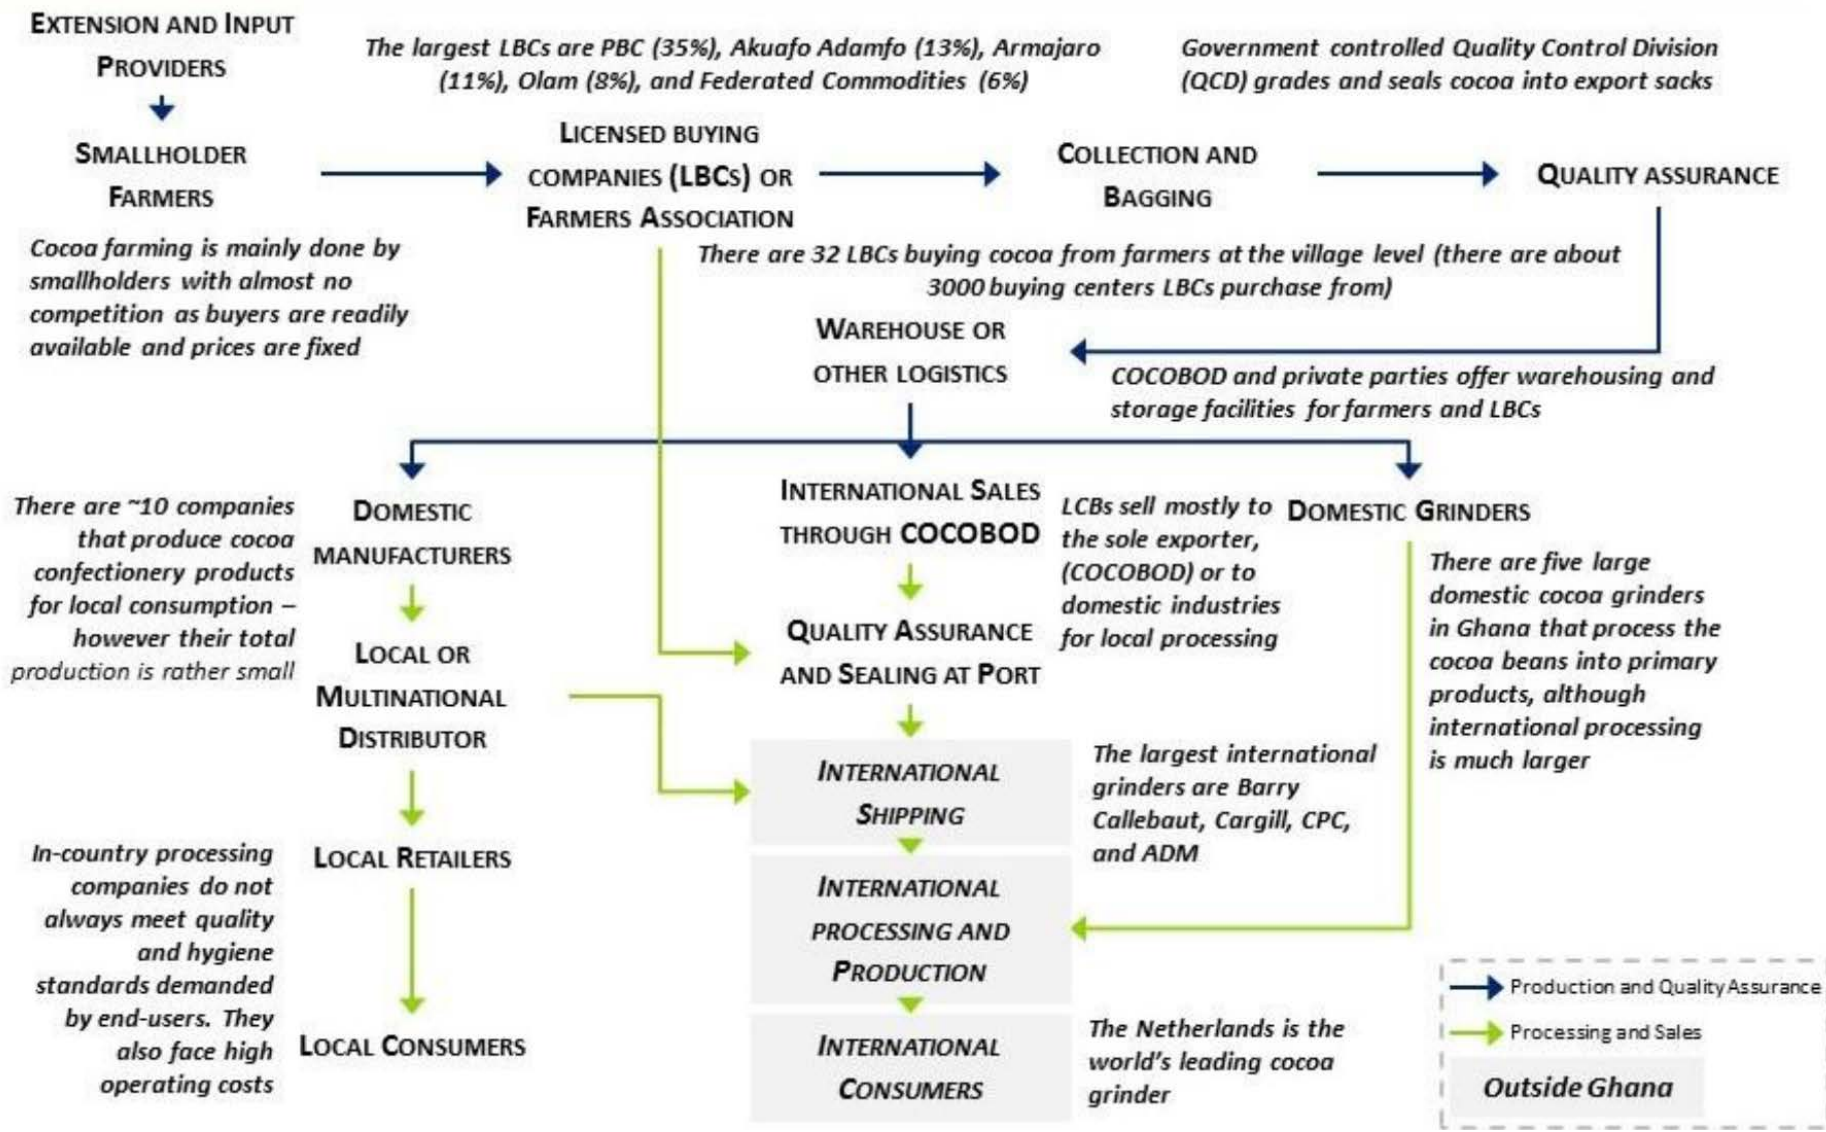 EXTENSION AND INPUT
PROVIDERS
The largest LBCs are PBC (35%), Akuafo Adamfo (13%), Armajaro
(11%), Olam (8%), and Federated Commodities (6%)
Government controlled Quality Control Division
(QCD) grades and seals cocoa into export sacks
SMALLHOLDER
FARMERS
LICENSED BUYING
COMPANIES (LBCS) OR
FARMERS ASSOCIATION
COLLECTION AND
BAGGING
QUALITY ASSURANCE
Cocoa farming is mainly done by
smallholders with almost no
competition as buyers are readily
available and prices are fixed
There are 32 LBCs buying cocoa from farmers at the village level (there are about
3000 buying centers LBCs purchase from)
WAREHOUSE OR
OTHER LOGISTICS
COCOBOD and private parties offer warehousing and
storage facilities for farmers and LBCs
There are ~10 companies
that produce cocoa
confectionery products
for local consumption –
however their total
production is rather small
DOMESTIC
MANUFACTURERS
INTERNATIONAL SALES
THROUGH COCOBOD
LCBs sell mostly to
the sole exporter,
(COCOBOD) or to
domestic industries
for local processing
DOMESTIC GRINDERS
There are five large
domestic cocoa grinders
in Ghana that process the
cocoa beans into primary
products, although
international processing
is much larger
LOCAL OR
MULTINATIONAL
DISTRIBUTOR
QUALITY ASSURANCE
AND SEALING AT PORT
INTERNATIONAL
SHIPPING
The largest international
grinders are Barry
Callebaut, Cargill, CPC,
and ADM
In-country processing
companies do not
always meet quality
and hygiene
standards demanded
by end-users. They
also face high
operating costs
LOCAL RETAILERS
INTERNATIONAL
PROCESSING AND
PRODUCTION
LOCAL CONSUMERS
INTERNATIONAL
CONSUMERS
The Netherlands is the
world's leading cocoa
grinder
Production and Quality Assurance
Processing and Sales
Outside Ghana